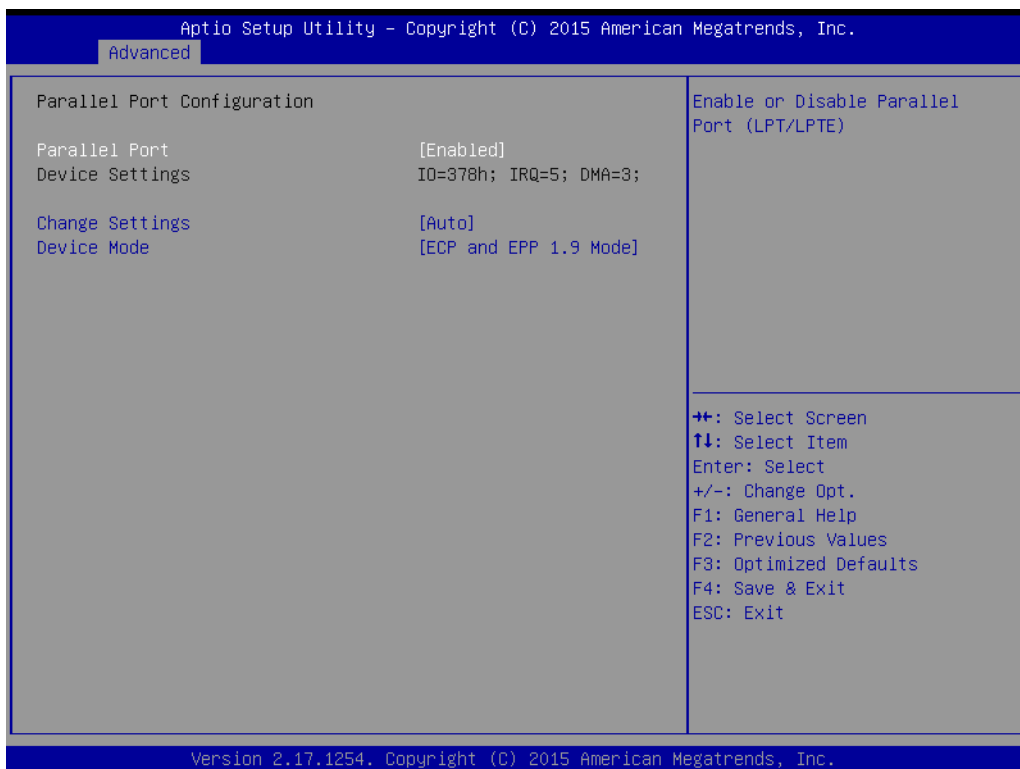 Aptio Setup Utility – Copyright (C) 2015 American Megatrends, Inc.
Advanced
Parallel Port Configuration
Parallel Port [Enabled]
Device Settings IO=378h; IRQ=5; DMA=3;
Change Settings [Auto]
Device Mode [ECP and EPP 1.9 Mode]
Enable or Disable Parallel
Port (LPT/LPTE)
→←: Select Screen
↑↓: Select Item
Enter: Select
+/-: Change Opt.
F1: General Help
F2: Previous Values
F3: Optimized Defaults
F4: Save & Exit
ESC: Exit
Version 2.17.1254. Copyright (C) 2015 American Megatrends, Inc.